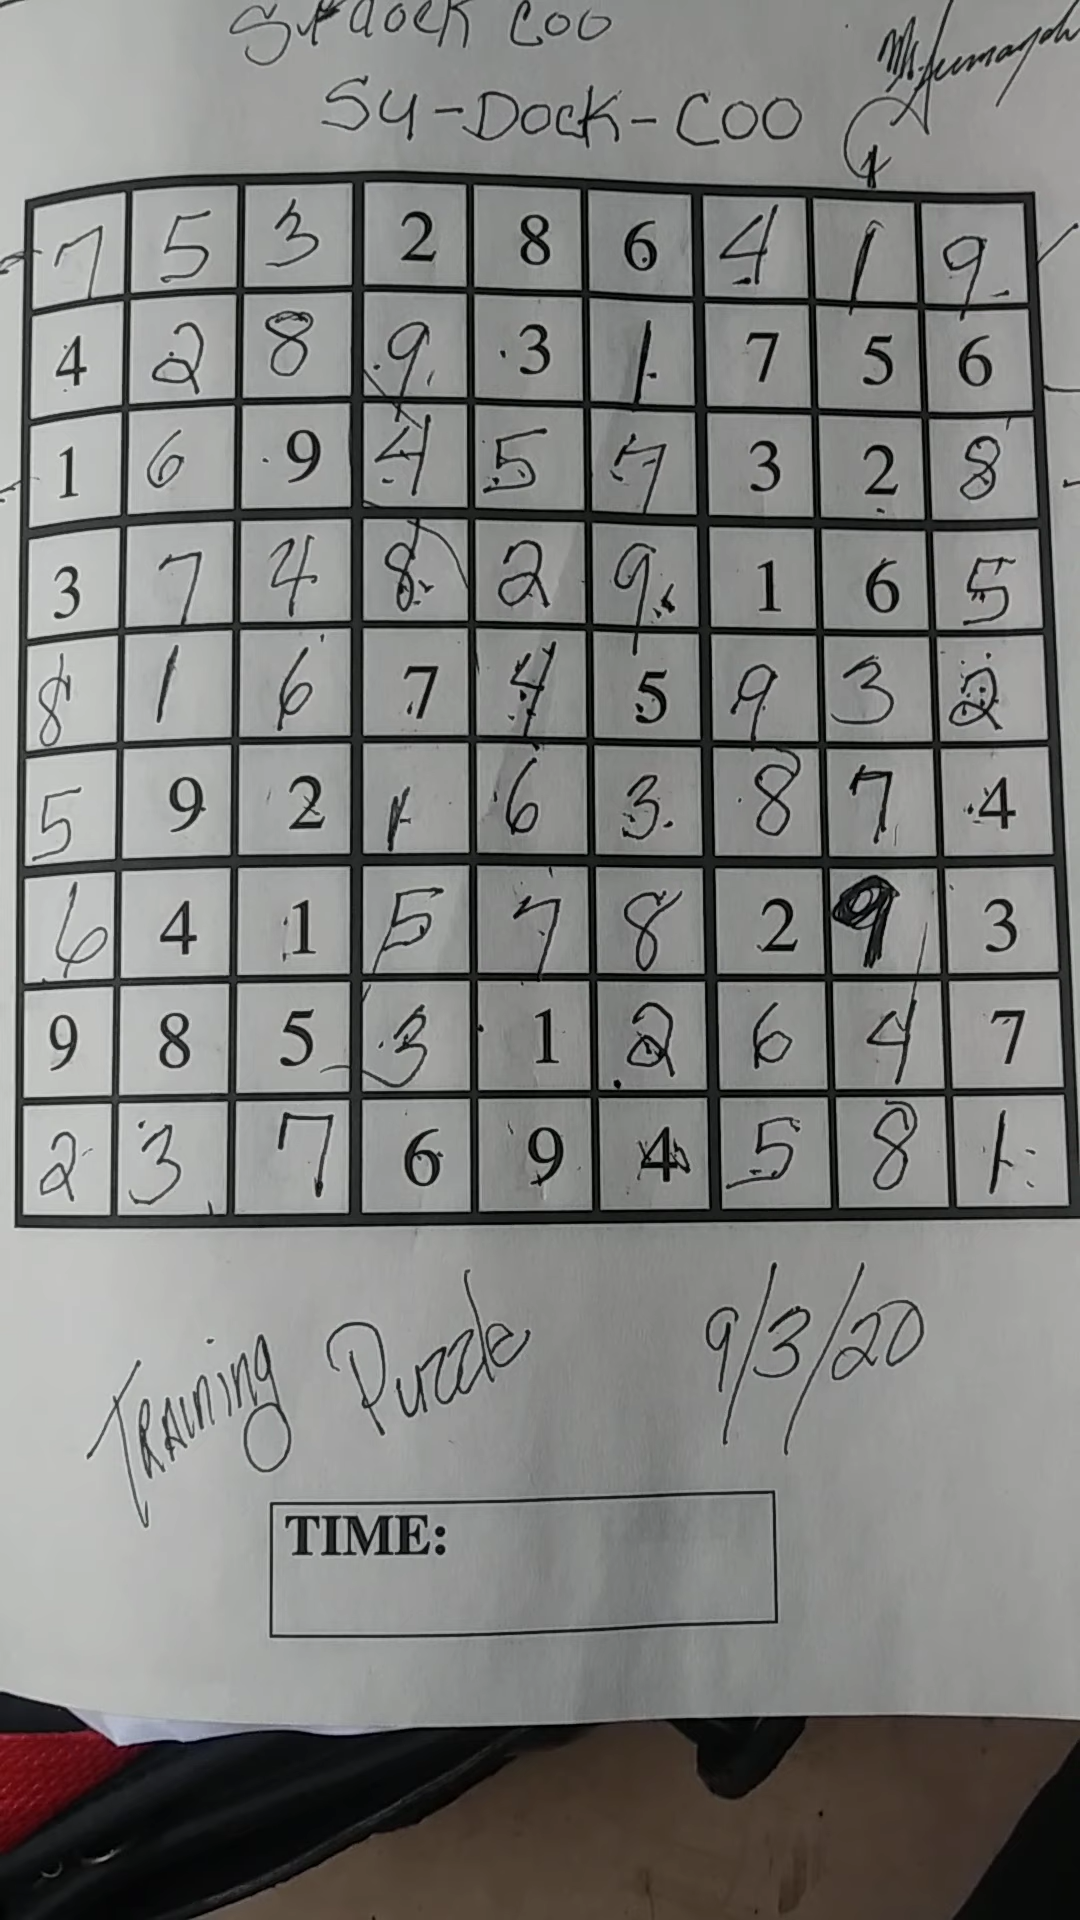 Sudock Coo
Su-Dock-Coo
7 5 3 2 8 6 4 1 9
4 2 8 9 3 1 7 5 6
1 6 9 4 5 7 3 2 8
3 7 4 8 2 9 1 6 5
8 1 6 7 4 5 9 3 2
5 9 2 1 6 3 8 7 4
6 4 1 5 7 8 2 9 3
9 8 5 3 1 2 6 4 7
2 3 7 6 9 4 5 8 1
Training Puzzle 9/3/20
TIME: